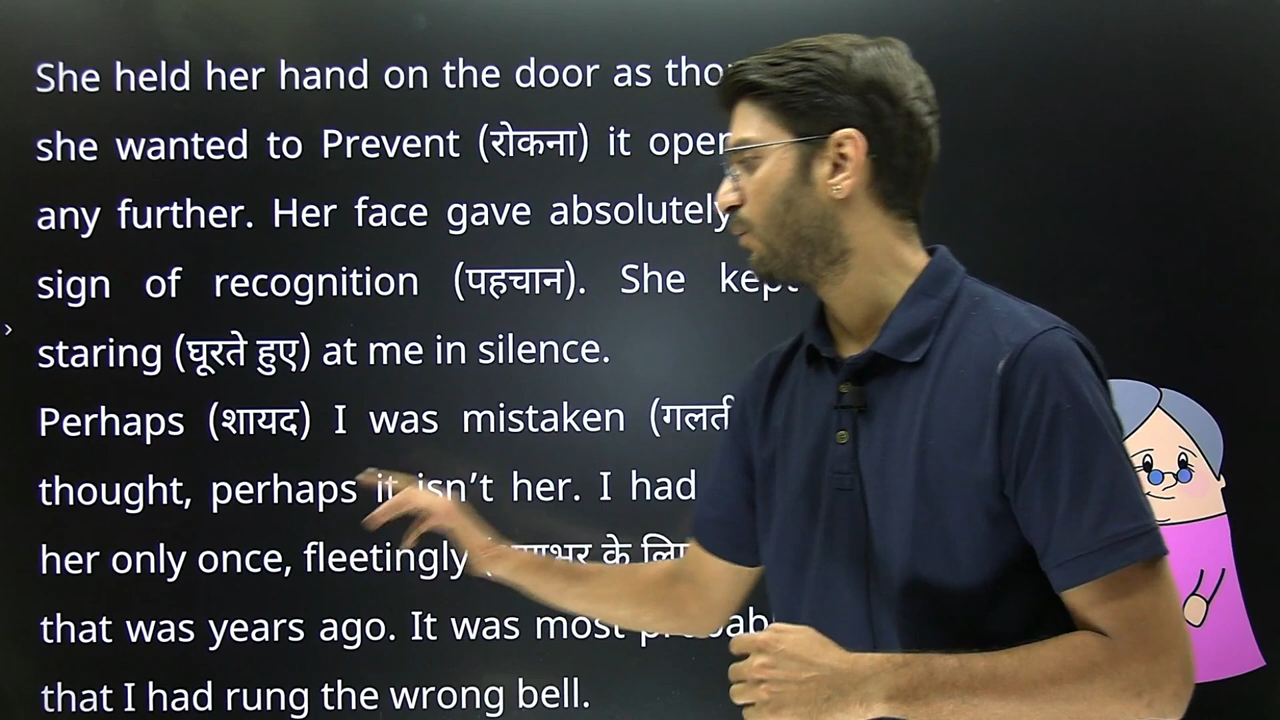 She held her hand on the door as
she wanted to Prevent (रोकना) it
any further. Her face gave absolutely
sign of recognition (पहचान). She kept
staring (घूरते हुए) at me in silence.
Perhaps (शायद) I was mistaken
thought, perhaps it isn’t her. I had
her only once, fleetingly के
that was years ago. It was most
that I had rung the wrong bell.